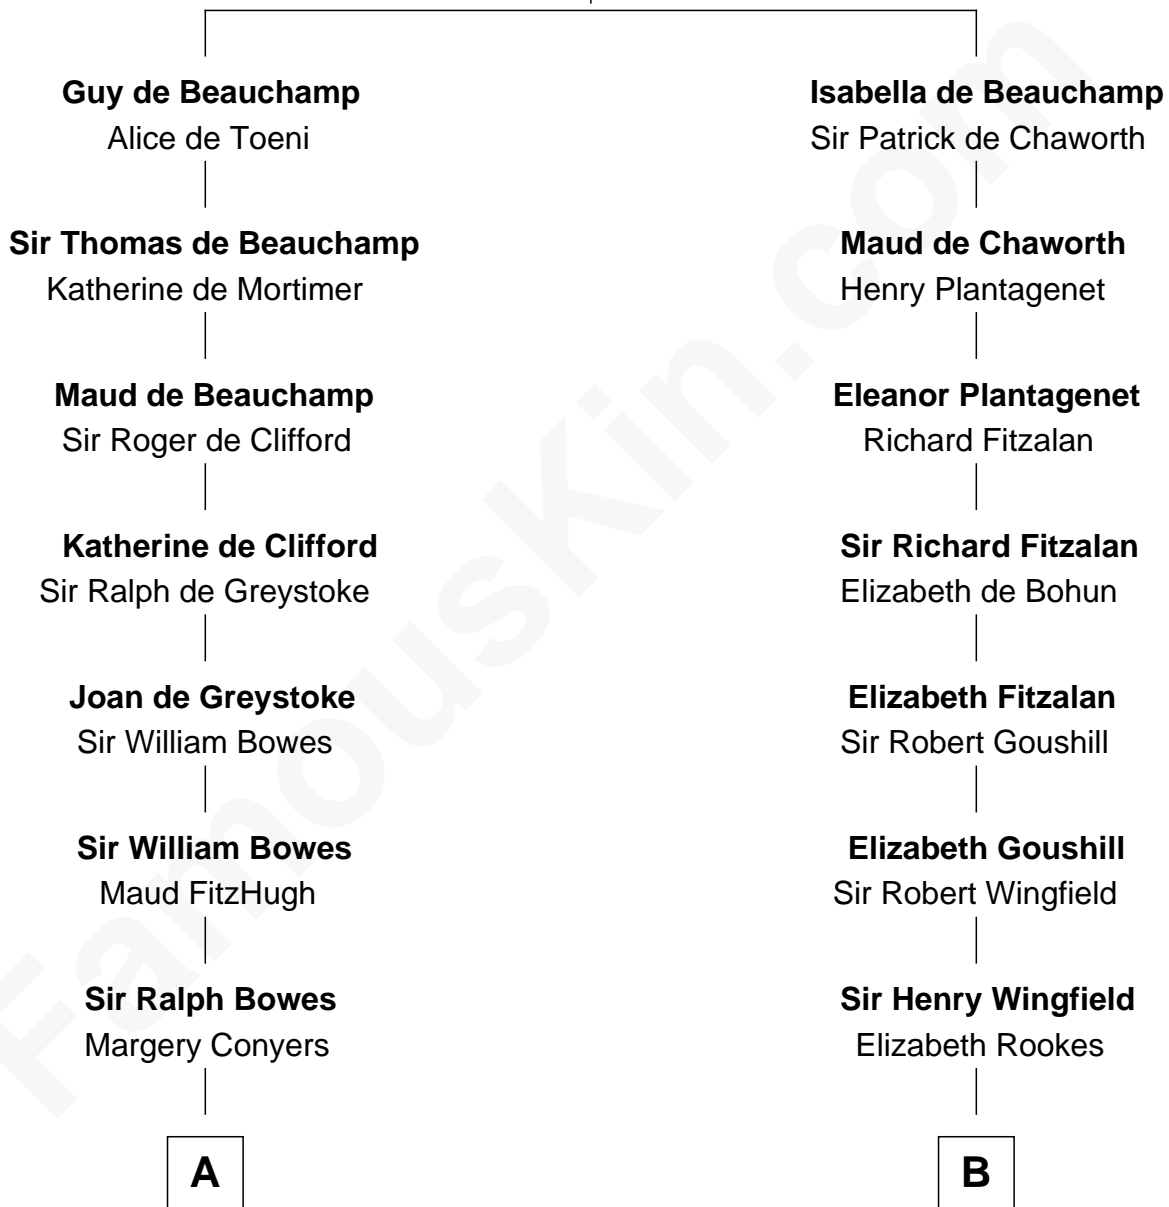 Guy de Beauchamp
Alice de Toeni
Sir Thomas de Beauchamp
Katherine de Mortimer
Maud de Beauchamp
Sir Roger de Clifford
Katherine de Clifford
Sir Ralph de Greystoke
Joan de Greystoke
Sir William Bowes
Sir William Bowes
Maud FitzHugh
Sir Ralph Bowes
Margery Conyers
A
Isabella de Beauchamp
Sir Patrick de Chaworth
Maud de Chaworth
Henry Plantagenet
Eleanor Plantagenet
Richard Fitzalan
Sir Richard Fitzalan
Elizabeth de Bohun
Elizabeth Fitzalan
Sir Robert Goushill
Elizabeth Goushill
Sir Robert Wingfield
Sir Henry Wingfield
Elizabeth Rookes
B
FamousKin.com